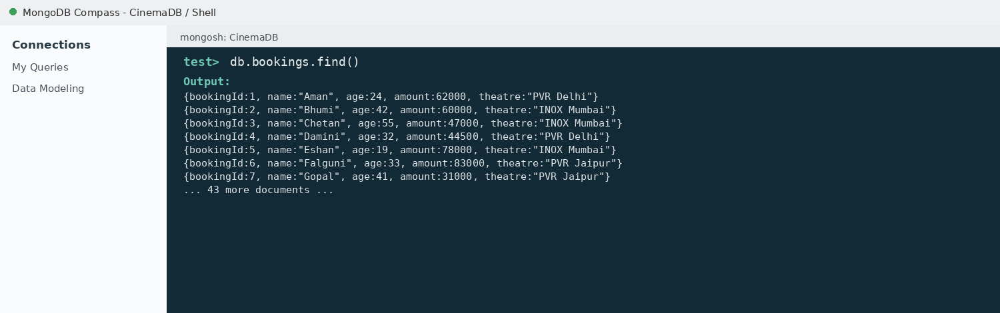 MongoDB Compass - CinemaDB / Shell
Connections
My Queries
Data Modeling
mongosh: CinemaDB
test> db.bookings.find()
Output:
{bookingId:1, name:"Aman", age:24, amount:62000, theatre:"PVR Delhi"}
{bookingId:2, name:"Bhumi", age:42, amount:60000, theatre:"INOX Mumbai"}
{bookingId:3, name:"Chetan", age:55, amount:47000, theatre:"INOX Mumbai"}
{bookingId:4, name:"Damini", age:32, amount:44500, theatre:"PVR Delhi"}
{bookingId:5, name:"Eshan", age:19, amount:78000, theatre:"INOX Mumbai"}
{bookingId:6, name:"Falguni", age:33, amount:83000, theatre:"PVR Jaipur"}
{bookingId:7, name:"Gopal", age:41, amount:31000, theatre:"PVR Jaipur"}
... 43 more documents ...